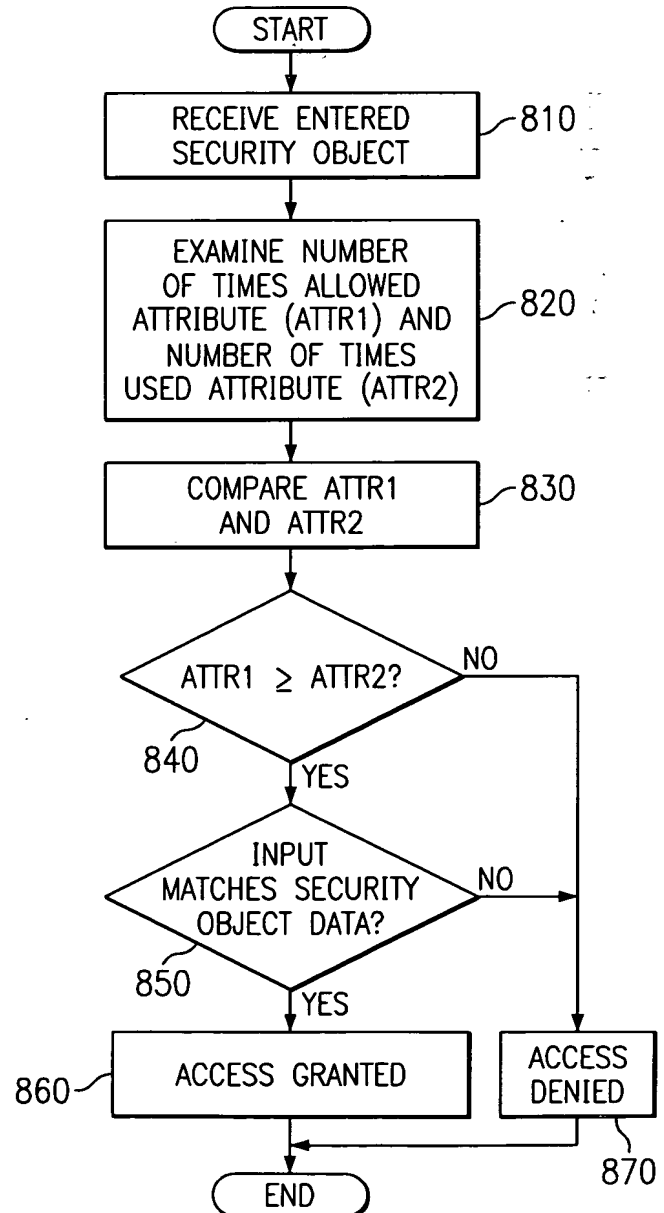 START
RECEIVE ENTERED
SECURITY OBJECT
810
EXAMINE NUMBER
OF TIMES ALLOWED
ATTRIBUTE (ATTR1) AND
NUMBER OF TIMES
USED ATTRIBUTE (ATTR2)
820
COMPARE ATTR1
AND ATTR2
830
ATTR1 ≥ ATTR2?
NO
840
YES
INPUT
MATCHES SECURITY
OBJECT DATA?
NO
850
YES
860
ACCESS GRANTED
ACCESS
DENIED
870
END